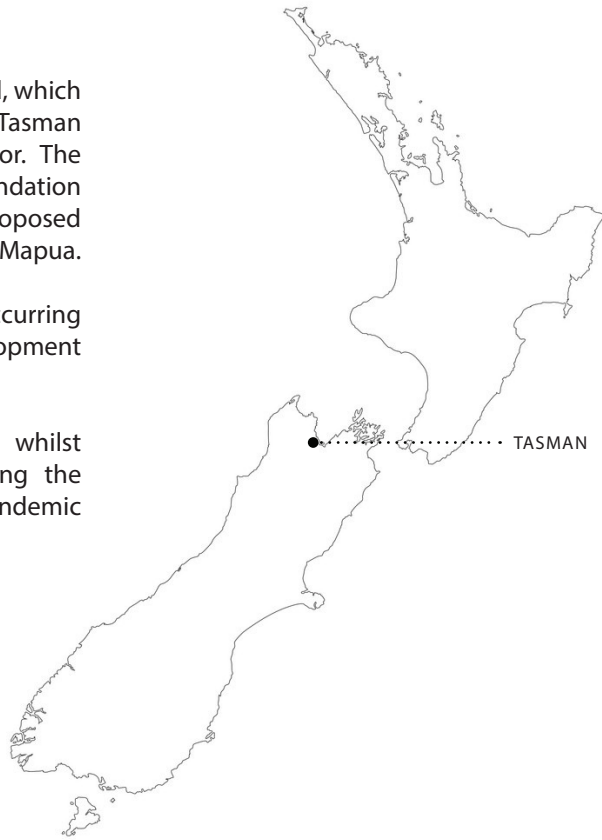 , which
Tasman
or. The
ndation
oposed
Mapua.
curring
opment
whilst
ng the
ndemic
TASMAN